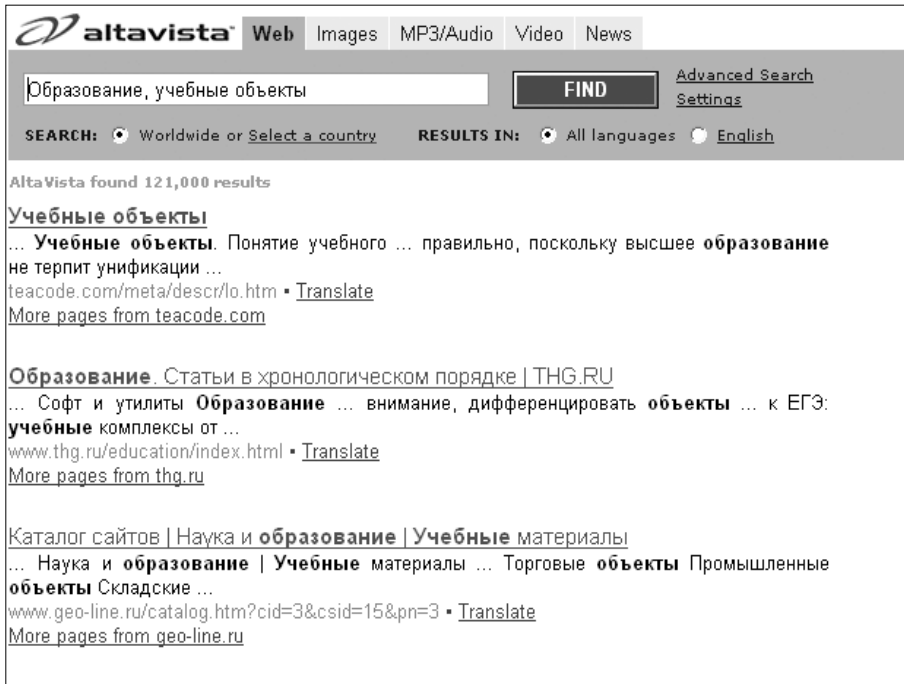 altavista Web Images MP3/Audio Video News
Образование, учебные объекты FIND Advanced Search
Settings
SEARCH: Worldwide or Select a country RESULTS IN: All languages English
AltaVista found 121,000 results
Учебные объекты
... Учебные объекты. Понятие учебного ... правильно, поскольку высшее образование
не терпит унификации ...
teacode.com/meta/descr/lo.htm ▪ Translate
More pages from teacode.com
Образование. Статьи в хронологическом порядке | THG.RU
... Софт и утилиты Образование ... внимание, дифференцировать объекты ... к ЕГЭ:
учебные комплексы от ...
www.thg.ru/education/index.html ▪ Translate
More pages from thg.ru
Каталог сайтов | Наука и образование | Учебные материалы
... Наука и образование | Учебные материалы ... Торговые объекты Промышленные
объекты Складские ...
www.geo-line.ru/catalog.htm?cid=3&csid=15&pn=3 ▪ Translate
More pages from geo-line.ru